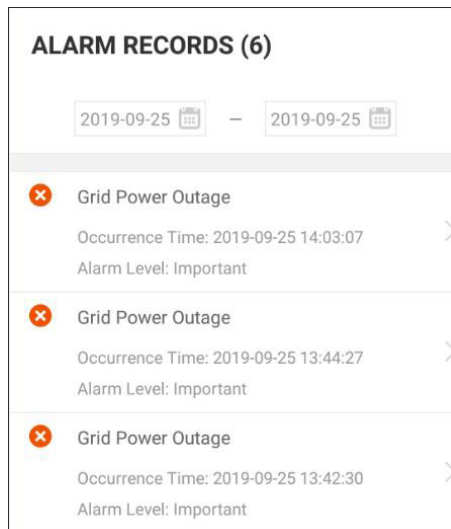 ALARM RECORDS (6)
2019-09-25 – 2019-09-25
Grid Power Outage
Occurrence Time: 2019-09-25 14:03:07
Alarm Level: Important
Grid Power Outage
Occurrence Time: 2019-09-25 13:44:27
Alarm Level: Important
Grid Power Outage
Occurrence Time: 2019-09-25 13:42:30
Alarm Level: Important